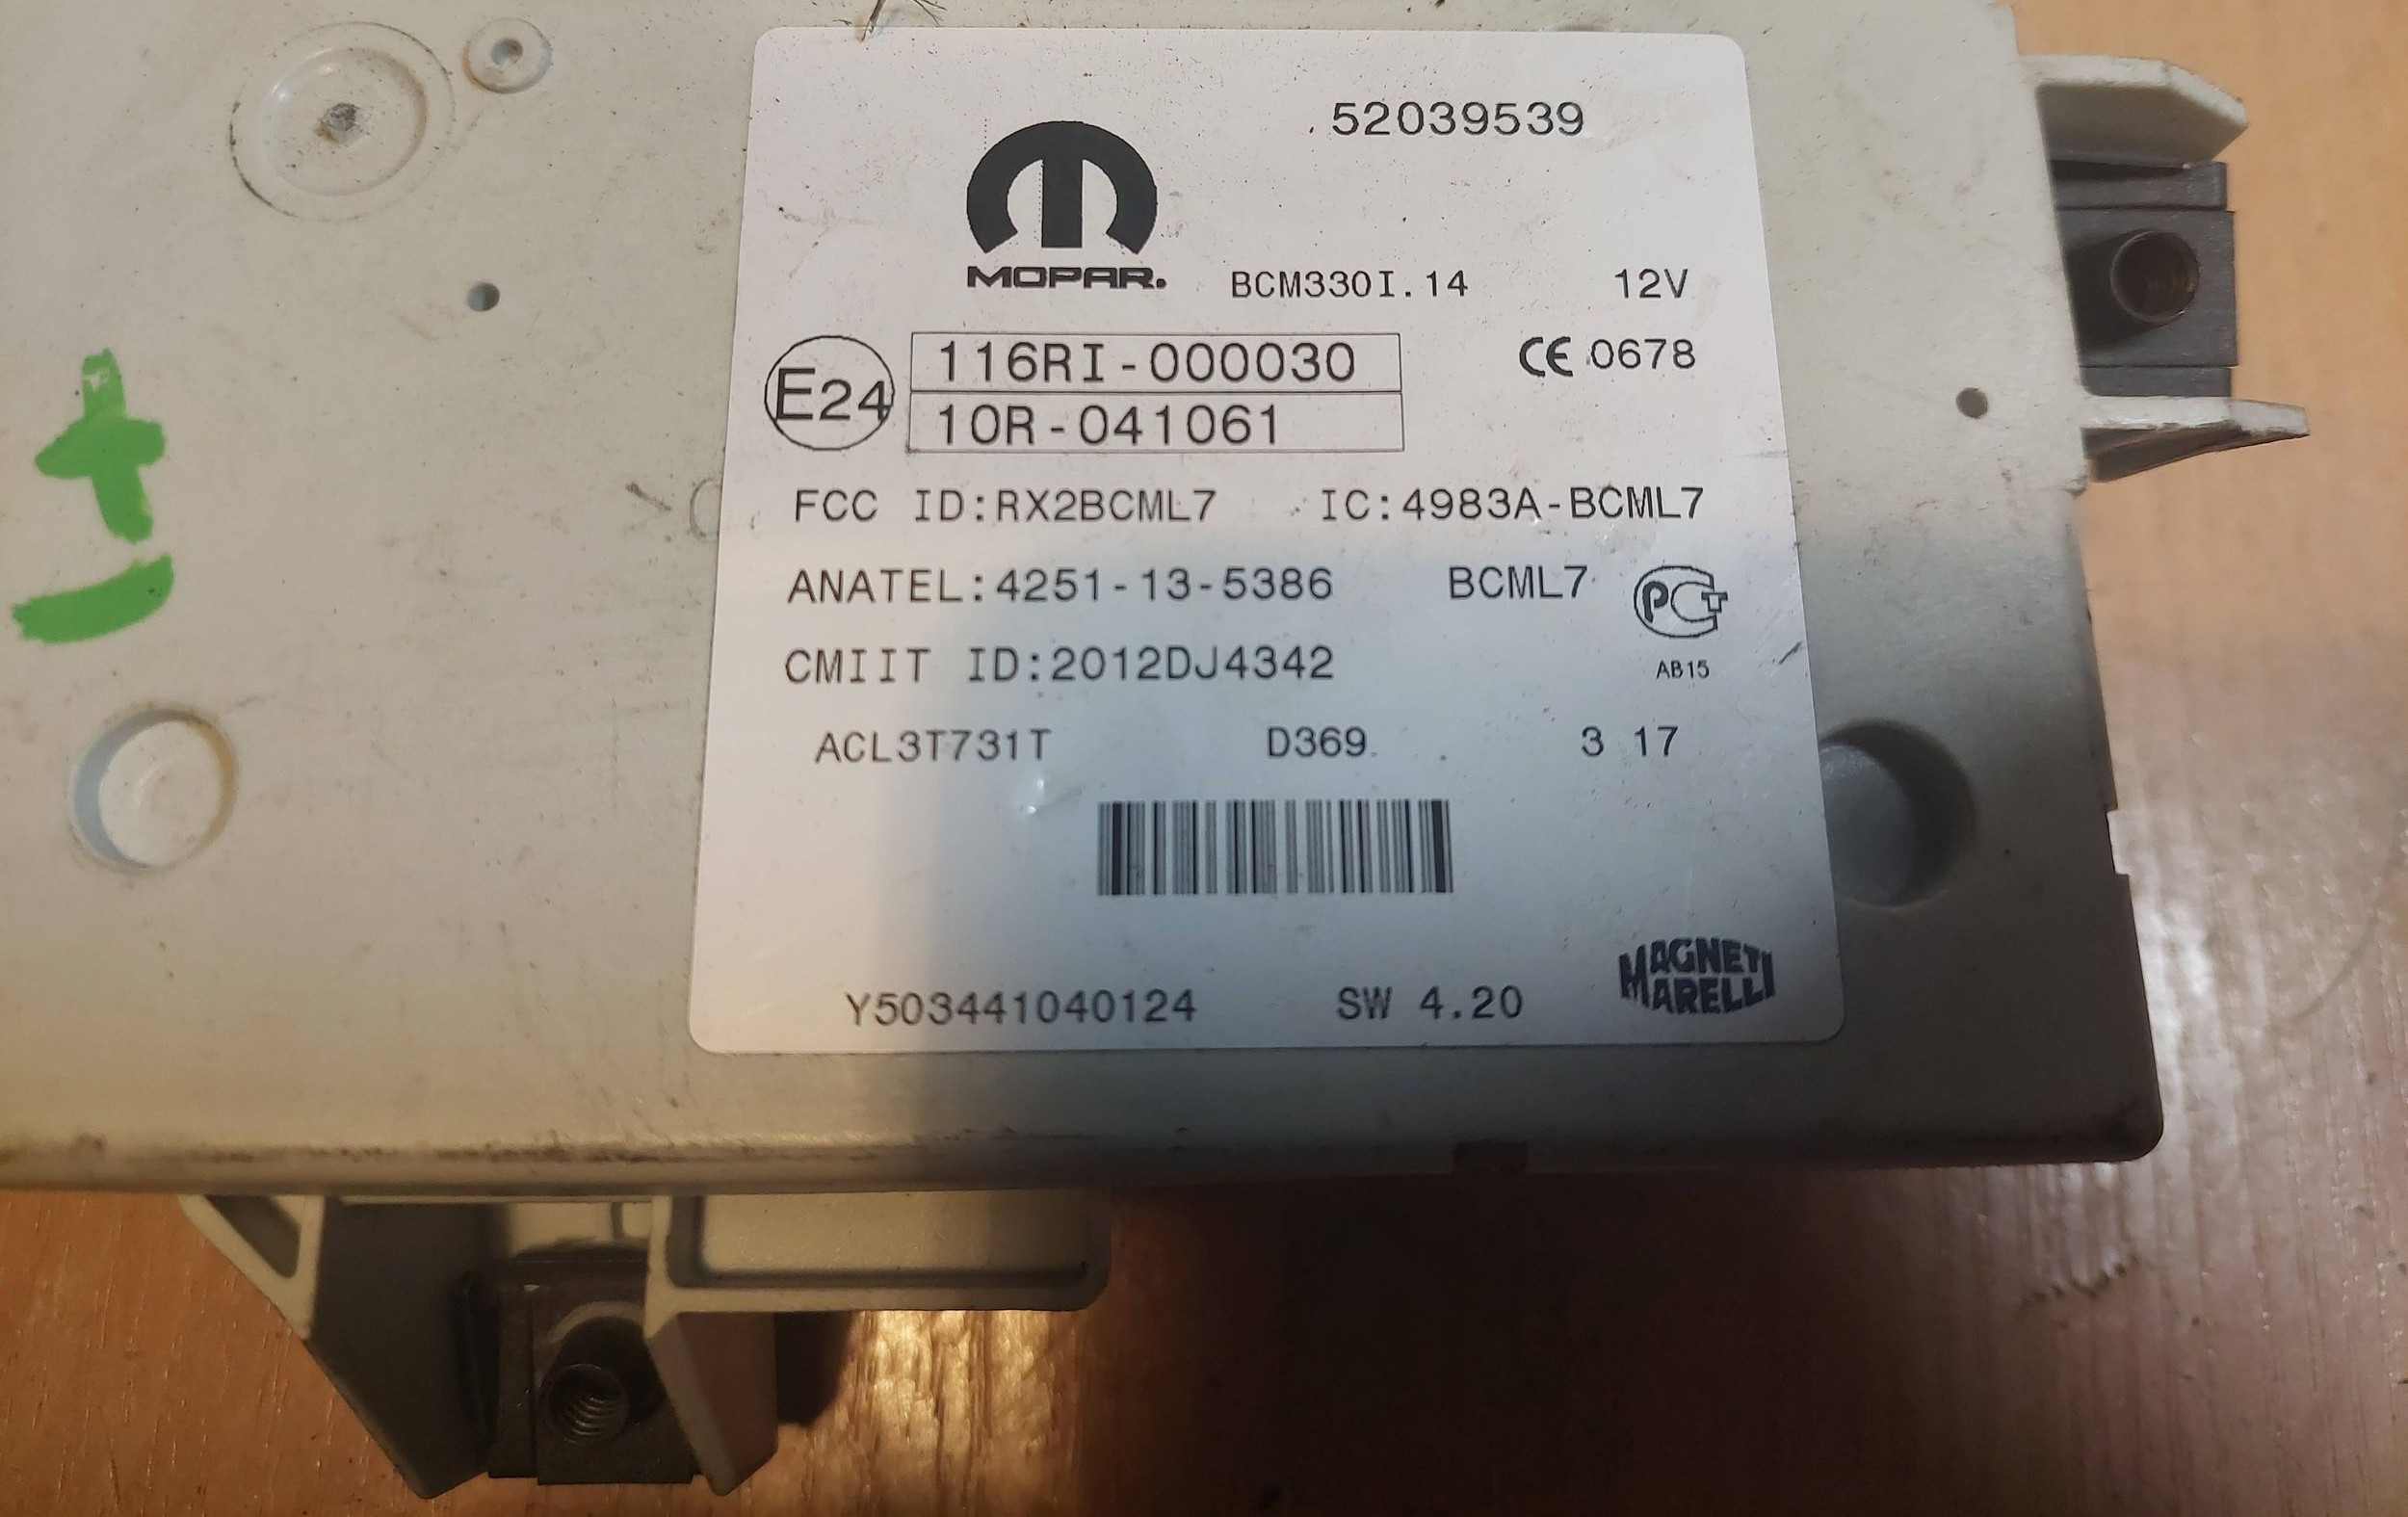 52039539
MOPAR.
BCM330I.14 12V
E24
116RI-000030
10R-041061
CE 0678
FCC ID:RX2BCML7 IC:4983A-BCML7
ANATEL:4251-13-5386 BCML7 РСТ
CMIIT ID:2012DJ4342 AB15
ACL3T731T D369 3 17
Y503441040124 SW 4.20 MAGNETI MARELLI